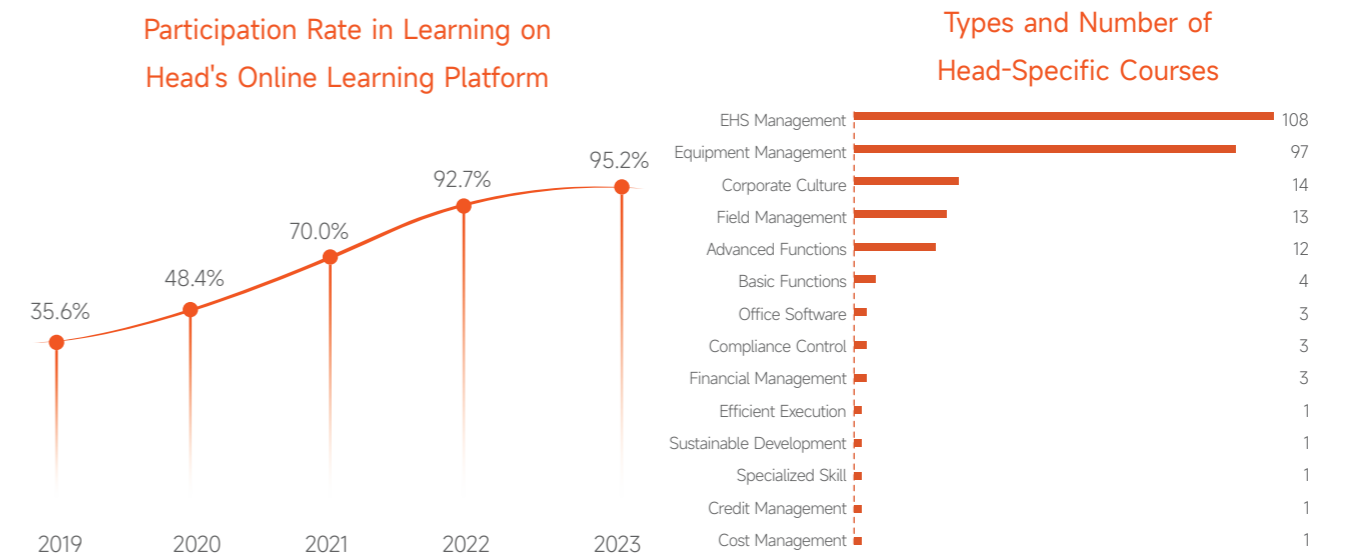 Participation Rate in Learning on
Head's Online Learning Platform
35.6%
48.4%
70.0%
92.7%
95.2%
2019
2020
2021
2022
2023
Types and Number of
Head-Specific Courses
EHS Management 108
Equipment Management 97
Corporate Culture 14
Field Management 13
Advanced Functions 12
Basic Functions 4
Office Software 3
Compliance Control 3
Financial Management 3
Efficient Execution 1
Sustainable Development 1
Specialized Skill 1
Credit Management 1
Cost Management 1